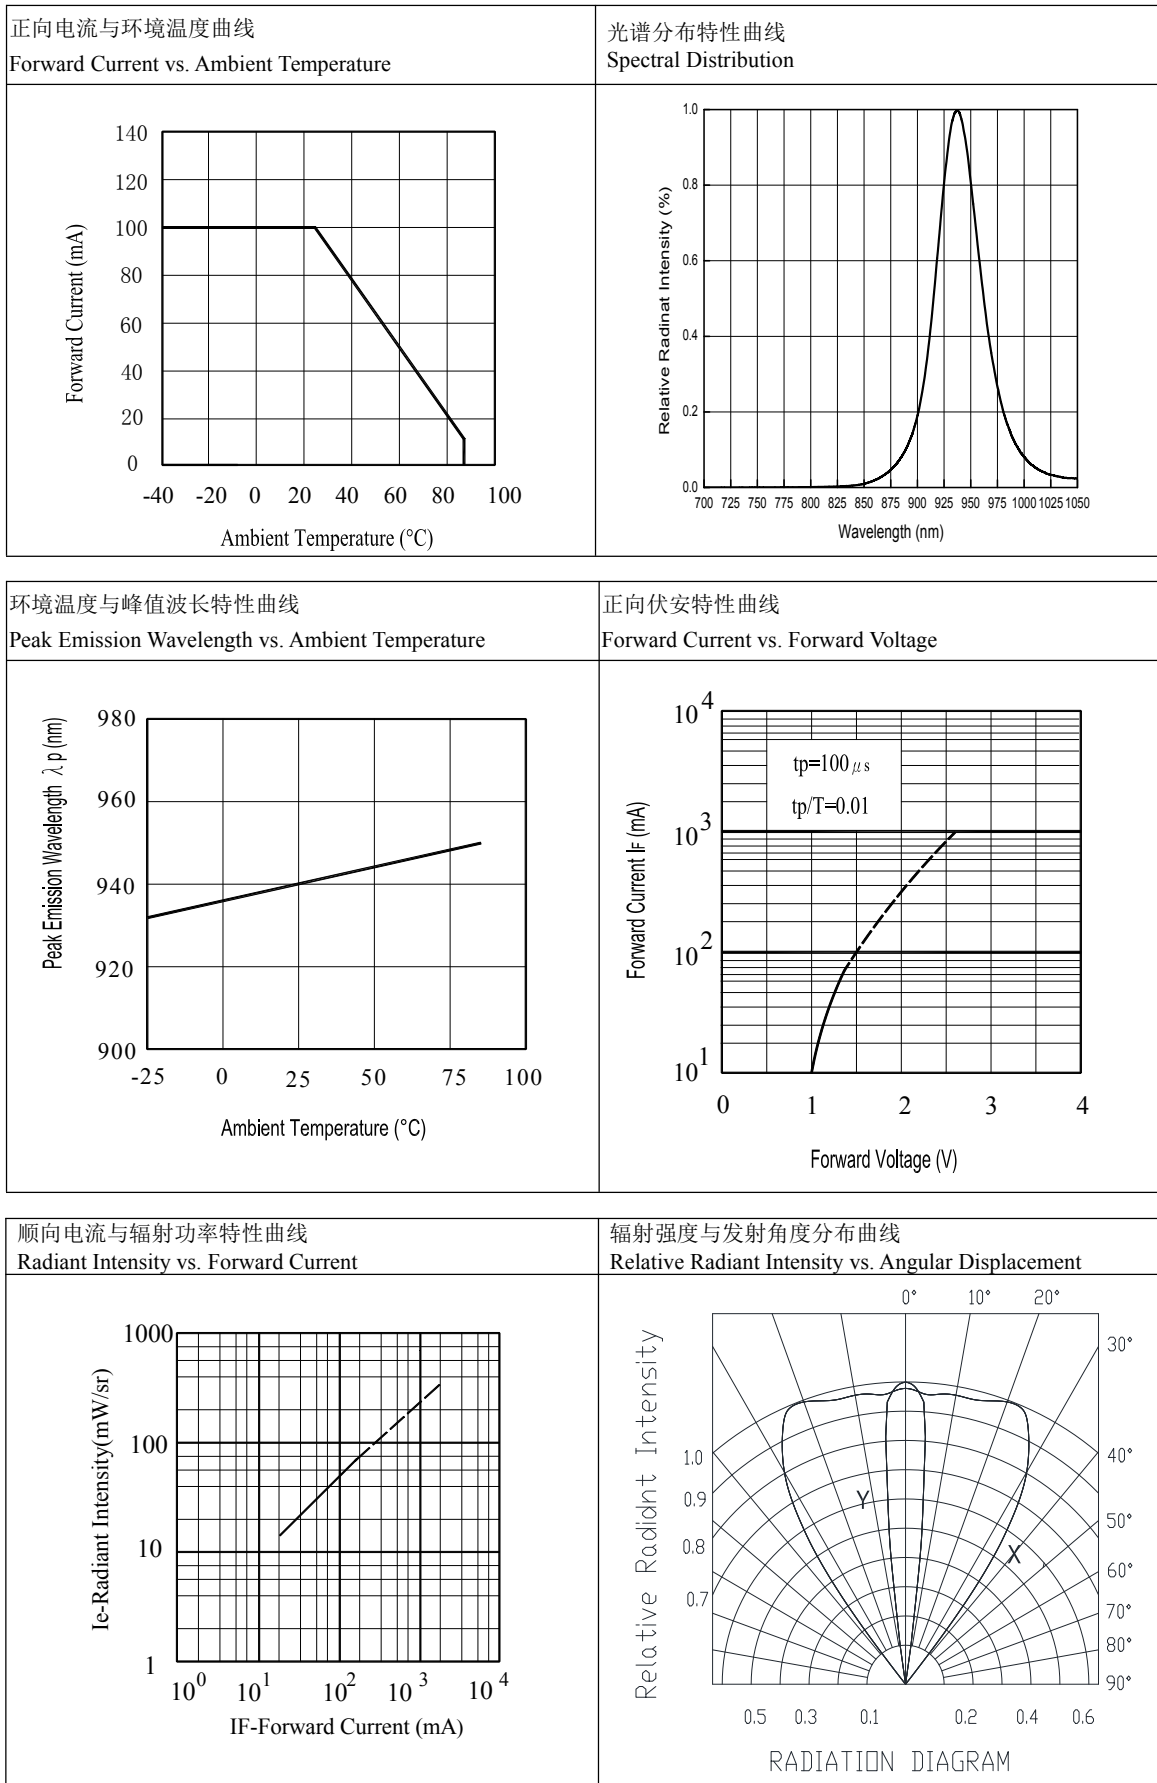 正向电流与环境温度曲线
Forward Current vs. Ambient Temperature
140
120
100
80
60
40
20
0
Forward Current (mA)
-40 -20 0 20 40 60 80 100
Ambient Temperature (°C)
光谱分布特性曲线
Spectral Distribution
1.0
0.8
0.6
0.4
0.2
0.0
Relative Radinat Intensity (%)
700 725 750 775 800 825 850 875 900 925 950 975 1000 1025 1050
Wavelength (nm)
环境温度与峰值波长特性曲线
Peak Emission Wavelength vs. Ambient Temperature
980
960
940
920
900
Peak Emission Wavelength λ p (nm)
-25 0 25 50 75 100
Ambient Temperature (°C)
正向伏安特性曲线
Forward Current vs. Forward Voltage
10⁴
10³
10²
10¹
Forward Current IF (mA)
tp=100μs
tp/T=0.01
0 1 2 3 4
Forward Voltage (V)
顺向电流与辐射功率特性曲线
Radiant Intensity vs. Forward Current
1000
100
10
1
Ie-Radiant Intensity(mW/sr)
10⁰ 10¹ 10² 10³ 10⁴
IF-Forward Current (mA)
辐射强度与发射角度分布曲线
Relative Radiant Intensity vs. Angular Displacement
0° 10° 20°
30°
40°
50°
60°
70°
80°
90°
Relative Radidnt Intensity
1.0
0.9
0.8
0.7
Y
X
0.5 0.3 0.1 0.2 0.4 0.6
RADIATION DIAGRAM